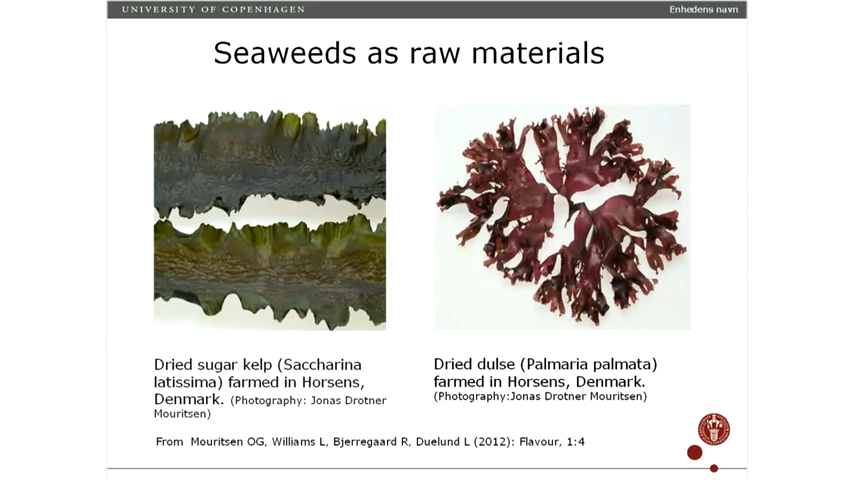 UNIVERSITY OF COPENHAGEN
Enhedens navn
Seaweeds as raw materials
Dried sugar kelp (Saccharina
latissima) farmed in Horsens,
Denmark. (Photography: Jonas Drotner
Mouritsen)
Dried dulse (Palmaria palmata)
farmed in Horsens, Denmark.
(Photography:Jonas Drotner Mouritsen)
From Mouritsen OG, Williams L, Bjerregaard R, Duelund L (2012): Flavour, 1:4